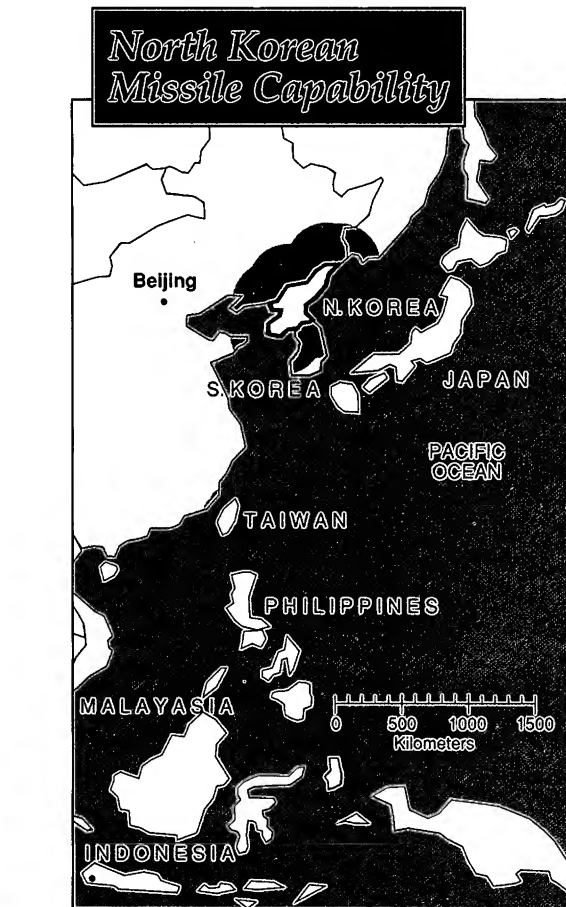 North Korean
Missile Capability
Beijing
N. KOREA
S. KOREA
JAPAN
PACIFIC
OCEAN
TAIWAN
PHILIPPINES
MALAYASIA
0 500 1000 1500
Kilometers
INDONESIA